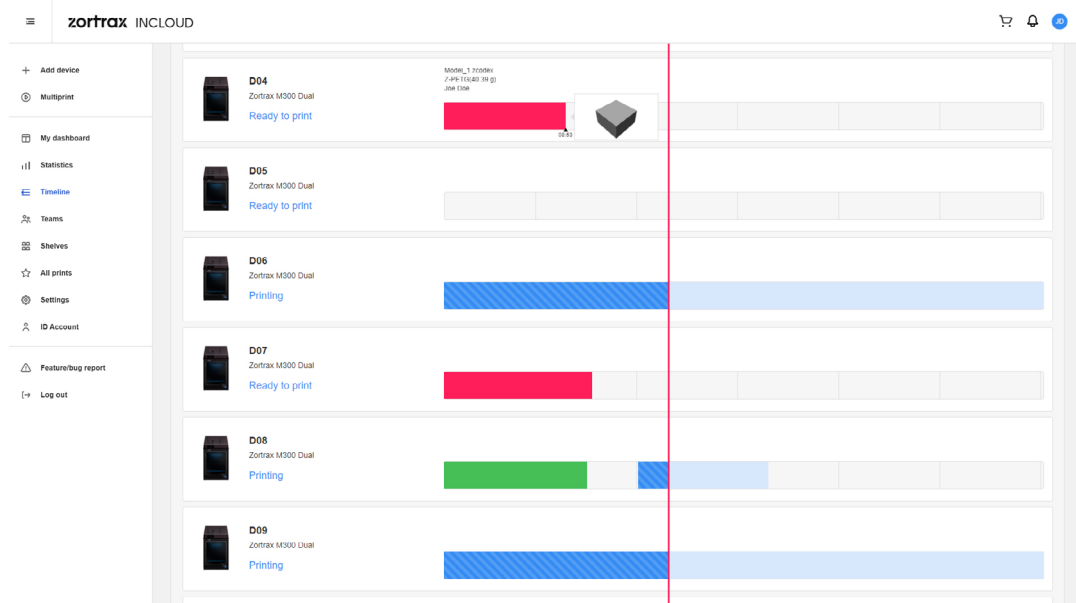 zortrax INCLOUD
JD
Add device
Multiprint
My dashboard
Statistics
Timeline
Teams
Shelves
All prints
Settings
ID Account
Feature/bug report
Log out
D04
Zortrax M300 Dual
Ready to print
Model_1.zcodex
Z-PETG(40.39 g)
Joe Doe
D05
Zortrax M300 Dual
Ready to print
D06
Zortrax M300 Dual
Printing
D07
Zortrax M300 Dual
Ready to print
D08
Zortrax M300 Dual
Printing
D09
Zortrax M300 Dual
Printing